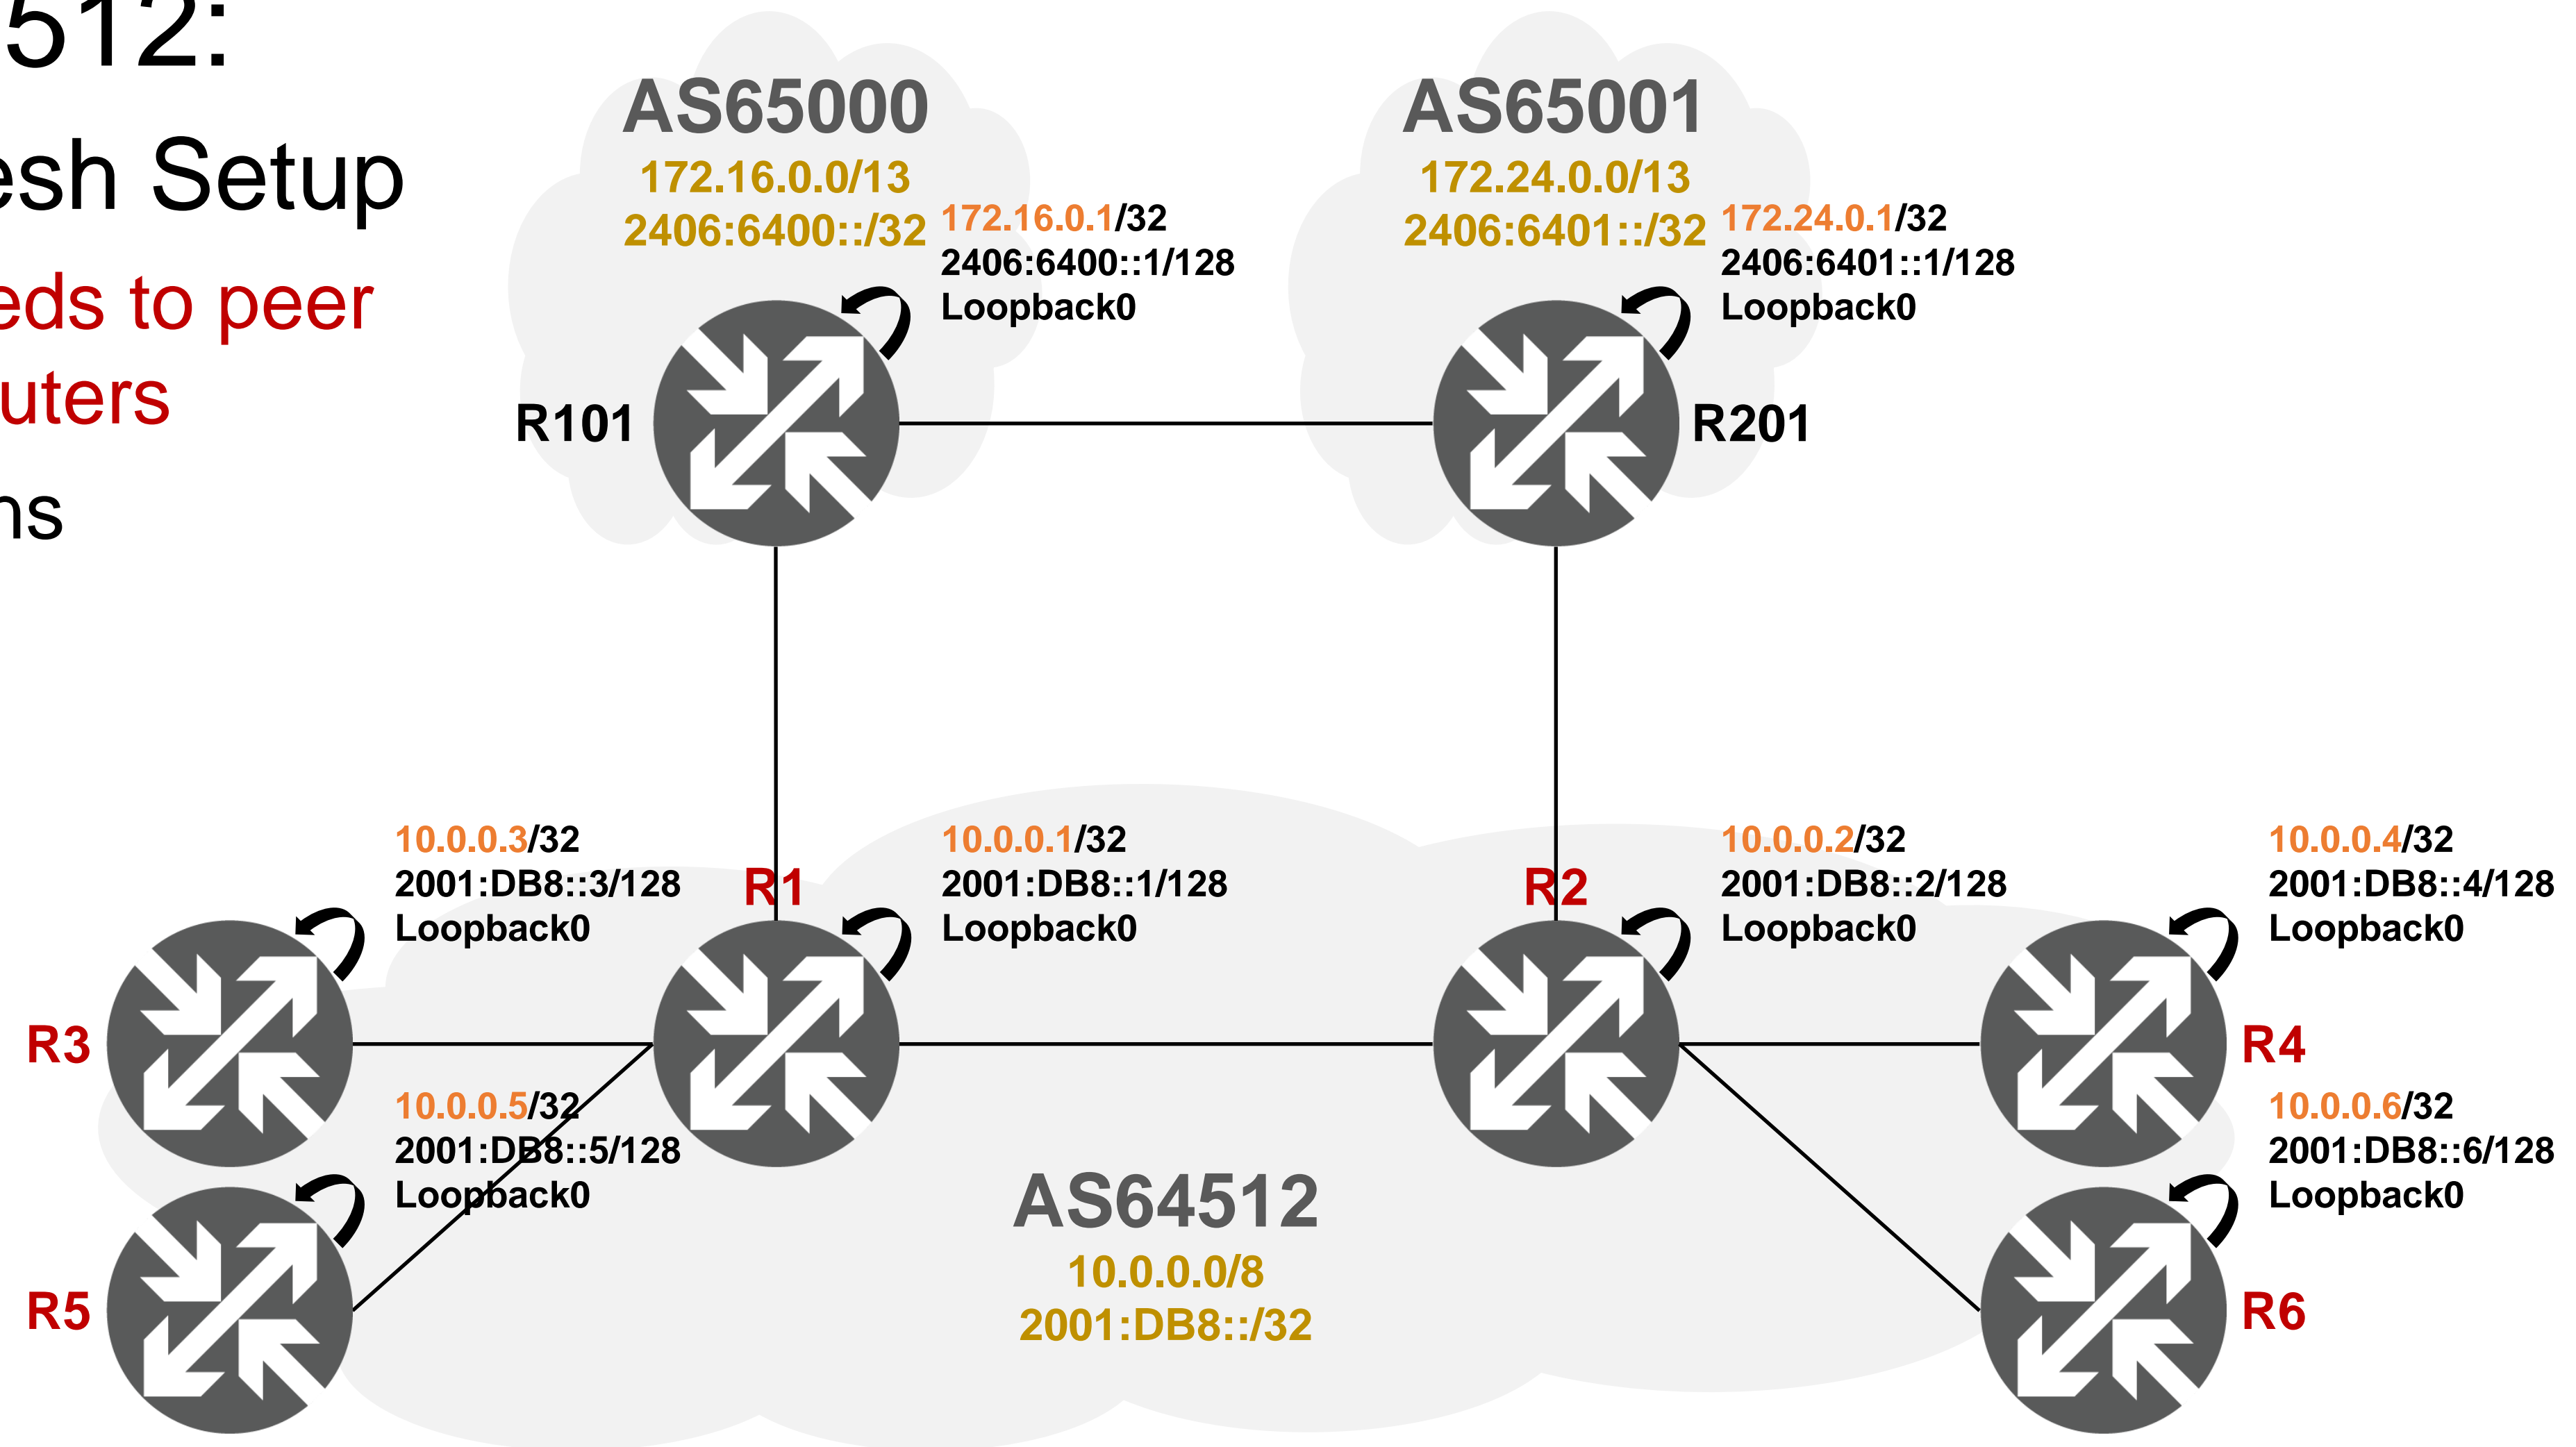 512:
esh Setup
eds to peer
uters
ns
AS65000
172.16.0.0/13
2406:6400::/32
172.16.0.1/32
2406:6400::1/128
Loopback0
R101
AS65001
172.24.0.0/13
2406:6401::/32
172.24.0.1/32
2406:6401::1/128
Loopback0
R201
10.0.0.3/32
2001:DB8::3/128
Loopback0
R3
R1
10.0.0.1/32
2001:DB8::1/128
Loopback0
R2
10.0.0.2/32
2001:DB8::2/128
Loopback0
10.0.0.4/32
2001:DB8::4/128
Loopback0
R4
10.0.0.5/32
2001:DB8::5/128
Loopback0
R5
AS64512
10.0.0.0/8
2001:DB8::/32
10.0.0.6/32
2001:DB8::6/128
Loopback0
R6